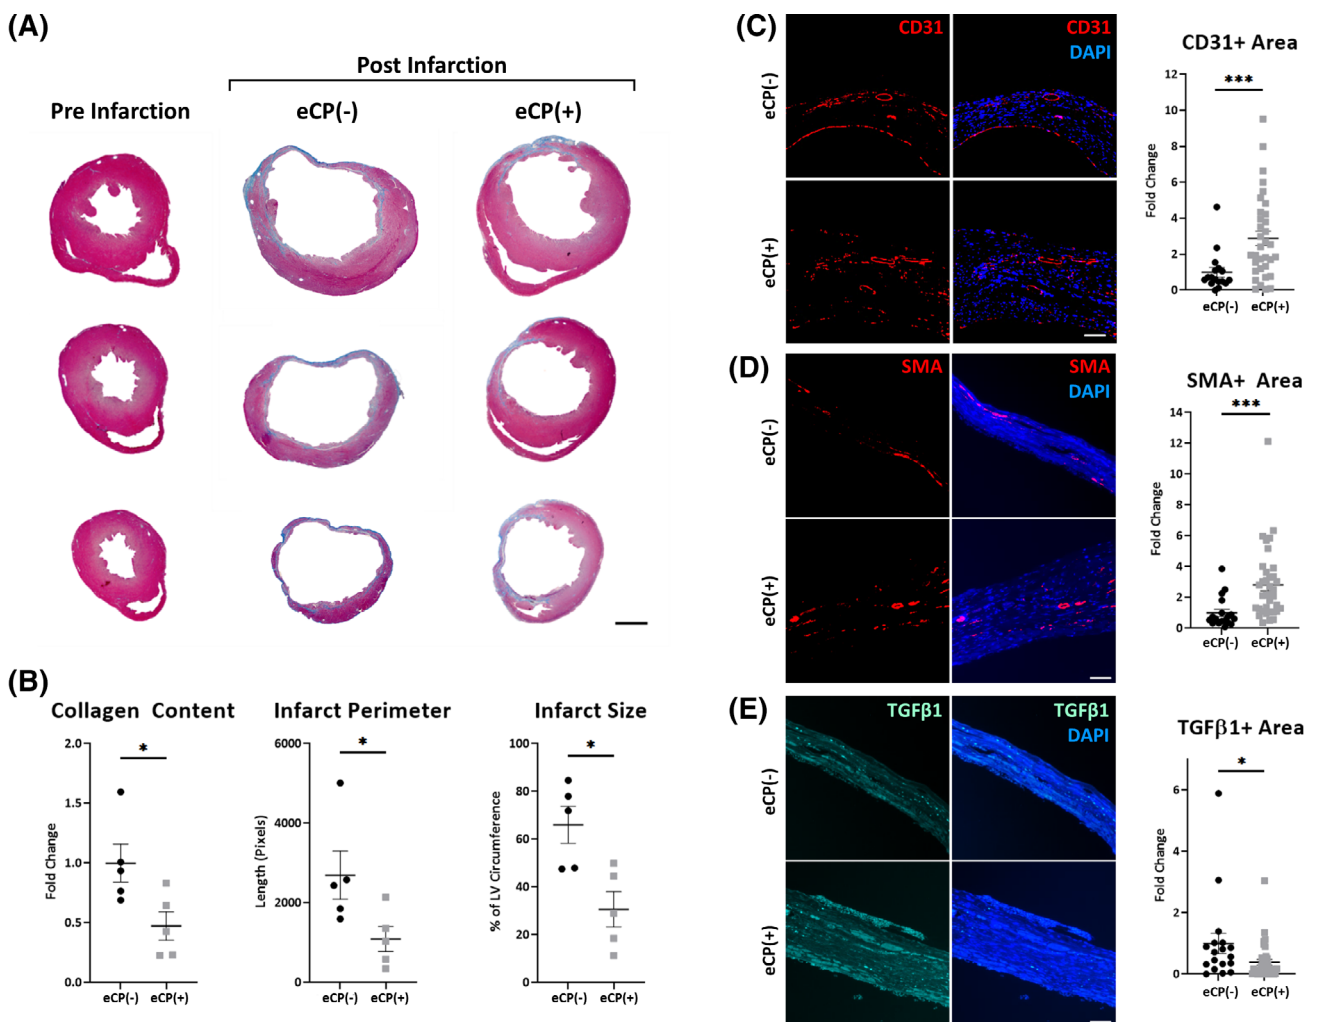 (A)
Post Infarction
Pre Infarction
eCP(-)
eCP(+)
(B)
Collagen Content
2.0
1.5
1.0
0.5
0.0
Fold Change
*
eCP(-)
eCP(+)
Infarct Perimeter
6000
4000
2000
0
Length (Pixels)
*
eCP(-)
eCP(+)
Infarct Size
100
80
60
40
20
0
% of LV Circumference
*
eCP(-)
eCP(+)
(C)
eCP(-)
CD31
CD31
DAPI
eCP(+)
CD31+ Area
12
10
8
6
4
2
0
Fold Change
***
eCP(-)
eCP(+)
(D)
eCP(-)
SMA
SMA
DAPI
eCP(+)
SMA+ Area
14
12
10
8
6
4
2
0
Fold Change
***
eCP(-)
eCP(+)
(E)
eCP(-)
TGFβ1
TGFβ1
DAPI
eCP(+)
TGFβ1+ Area
6
4
2
0
Fold Change
*
eCP(-)
eCP(+)